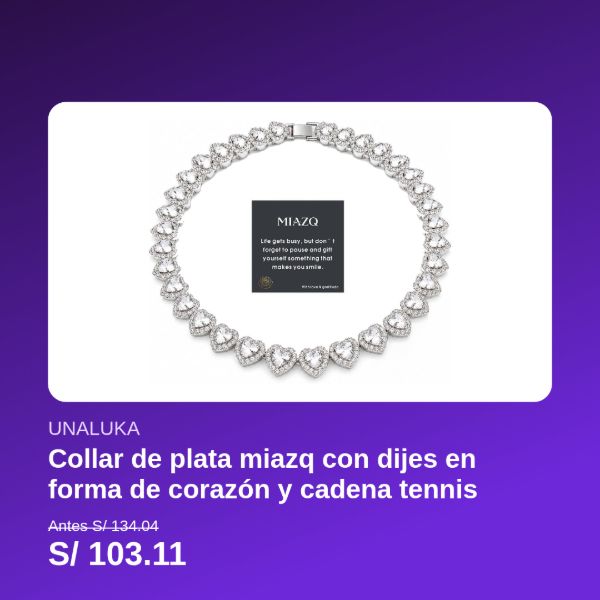 MIAZQ
Life gets busy, but don't
forget to pause and gift
yourself something that
makes you smile.
UNALUKA
Collar de plata miazq con dijes en
forma de corazón y cadena tennis
Antes S/ 134.04
S/ 103.11